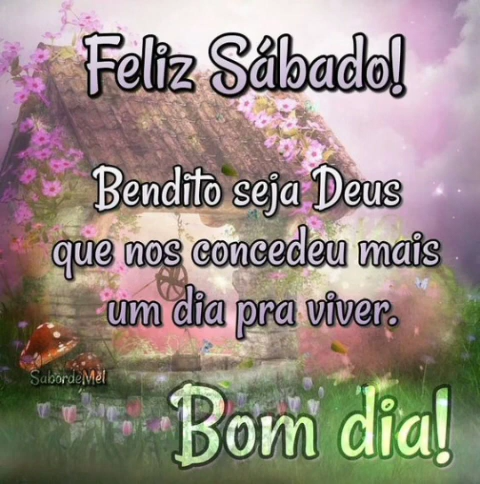 Feliz Sábado!
Bendito seja Deus
que nos concedeu mais
um dia pra viver.
SabordeMel
Bom dia!